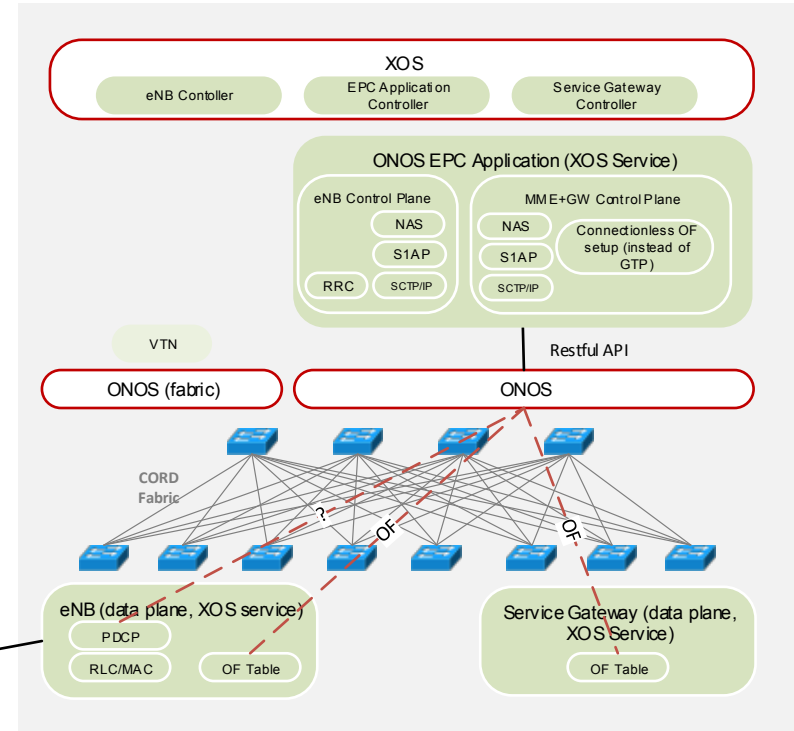 XOS
eNB Contoller
EPC Application
Controller
Service Gateway
Controller
ONOS EPC Application (XOS Service)
eNB Control Plane
NAS
S1AP
RRC
SCTP/IP
MME+GW Control Plane
NAS
S1AP
SCTP/IP
Connectionless OF
setup (instead of
GTP)
VTN
Restful API
ONOS (fabric)
ONOS
CORD
Fabric
?
OF
OF
eNB (data plane, XOS service)
PDCP
RLC/MAC
OF Table
Service Gateway (data plane,
XOS Service)
OF Table